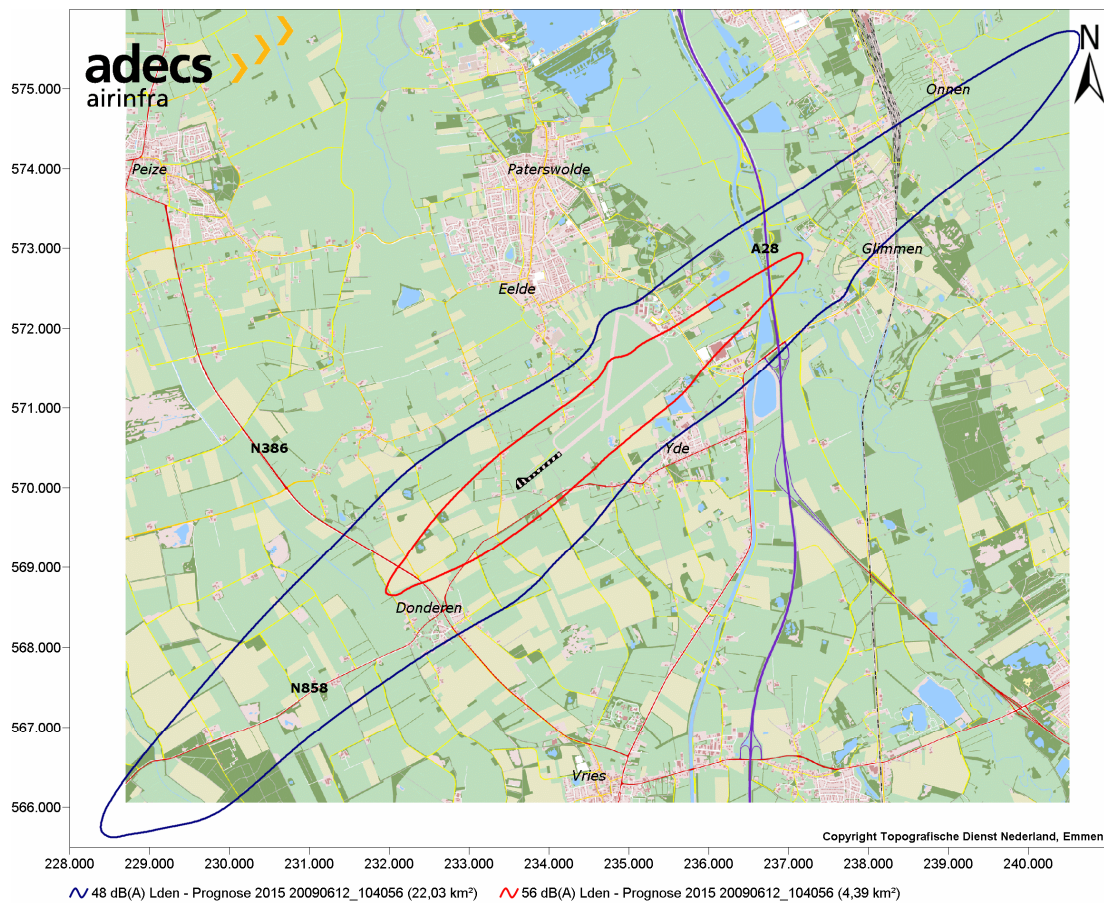 adecs
airinfra
N
575.000
Onnen
574.000
Peize
Paterswolde
573.000
A28
Glimmen
Eelde
572.000
571.000
N386
Yde
570.000
569.000
Donderen
568.000
N858
567.000
Vries
566.000
Copyright Topografische Dienst Nederland, Emmen
228.000 229.000 230.000 231.000 232.000 233.000 234.000 235.000 236.000 237.000 238.000 239.000 240.000
48 dB(A) Lden - Prognose 2015 20090612_104056 (22,03 km²) 56 dB(A) Lden - Prognose 2015 20090612_104056 (4,39 km²)